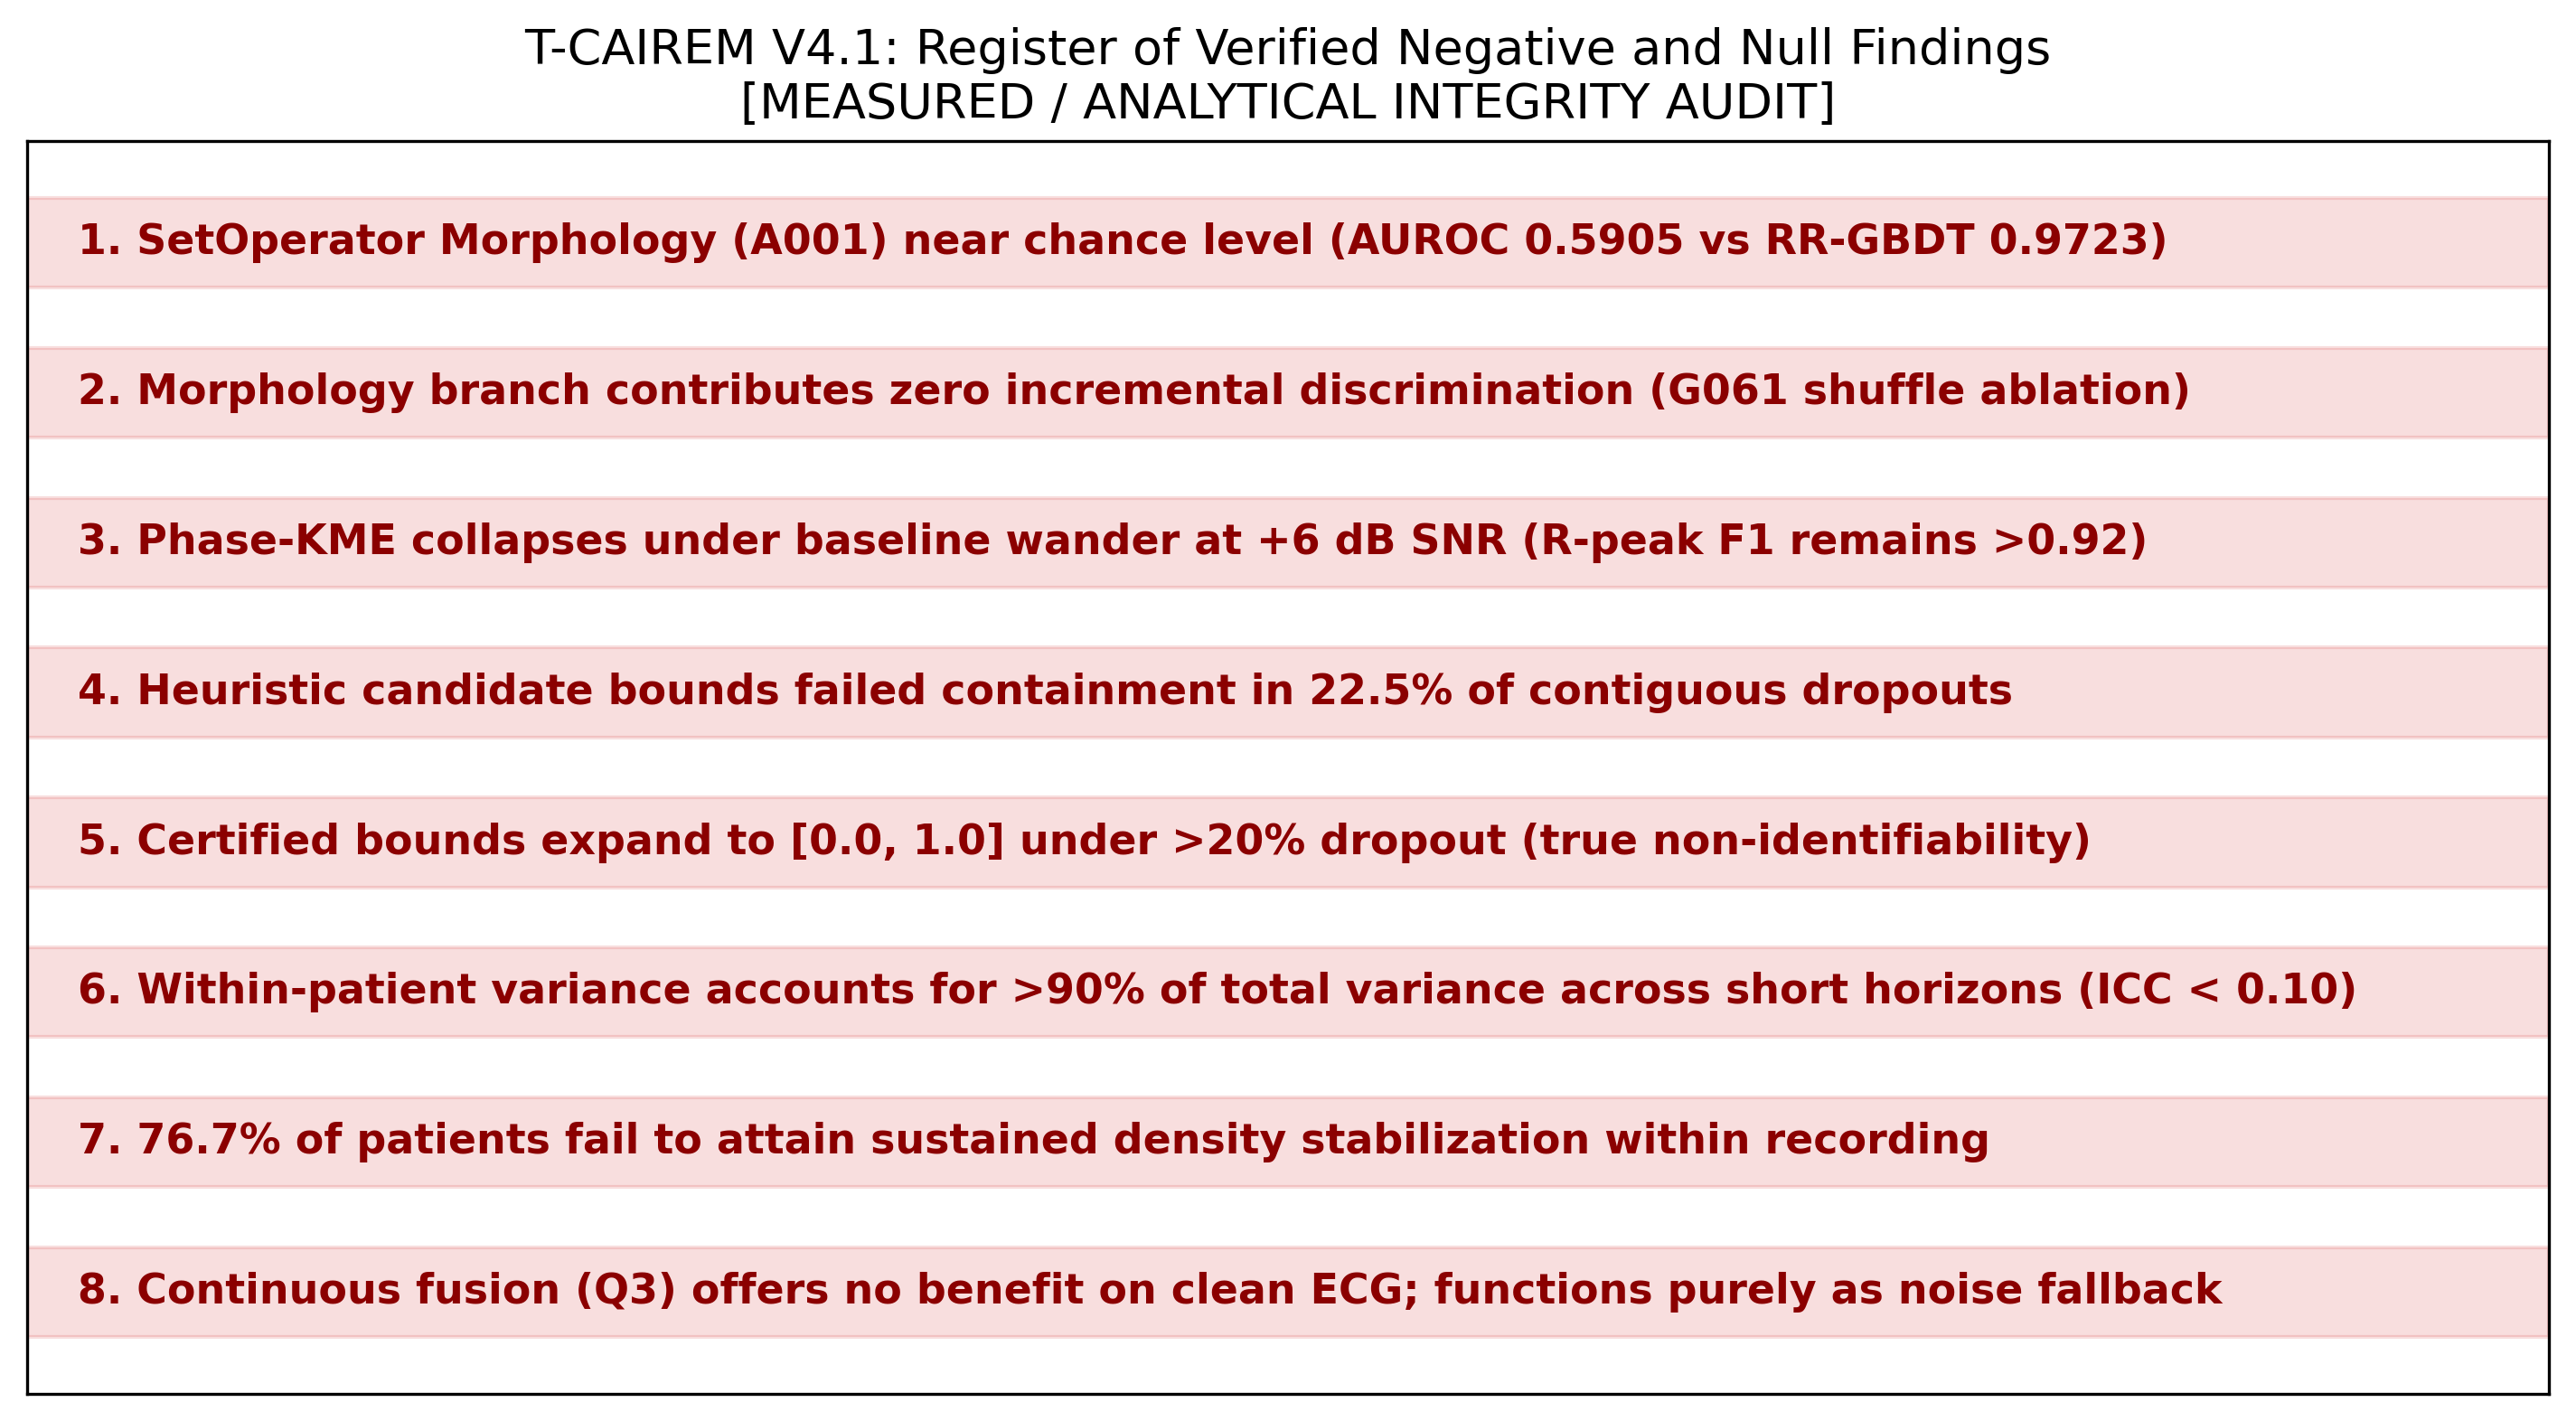 T-CAIREM V4.1: Register of Verified Negative and Null Findings
[MEASURED / ANALYTICAL INTEGRITY AUDIT]
1. SetOperator Morphology (A001) near chance level (AUROC 0.5905 vs RR-GBDT 0.9723)
2. Morphology branch contributes zero incremental discrimination (G061 shuffle ablation)
3. Phase-KME collapses under baseline wander at +6 dB SNR (R-peak F1 remains >0.92)
4. Heuristic candidate bounds failed containment in 22.5% of contiguous dropouts
5. Certified bounds expand to [0.0, 1.0] under >20% dropout (true non-identifiability)
6. Within-patient variance accounts for >90% of total variance across short horizons (ICC < 0.10)
7. 76.7% of patients fail to attain sustained density stabilization within recording
8. Continuous fusion (Q3) offers no benefit on clean ECG; functions purely as noise fallback